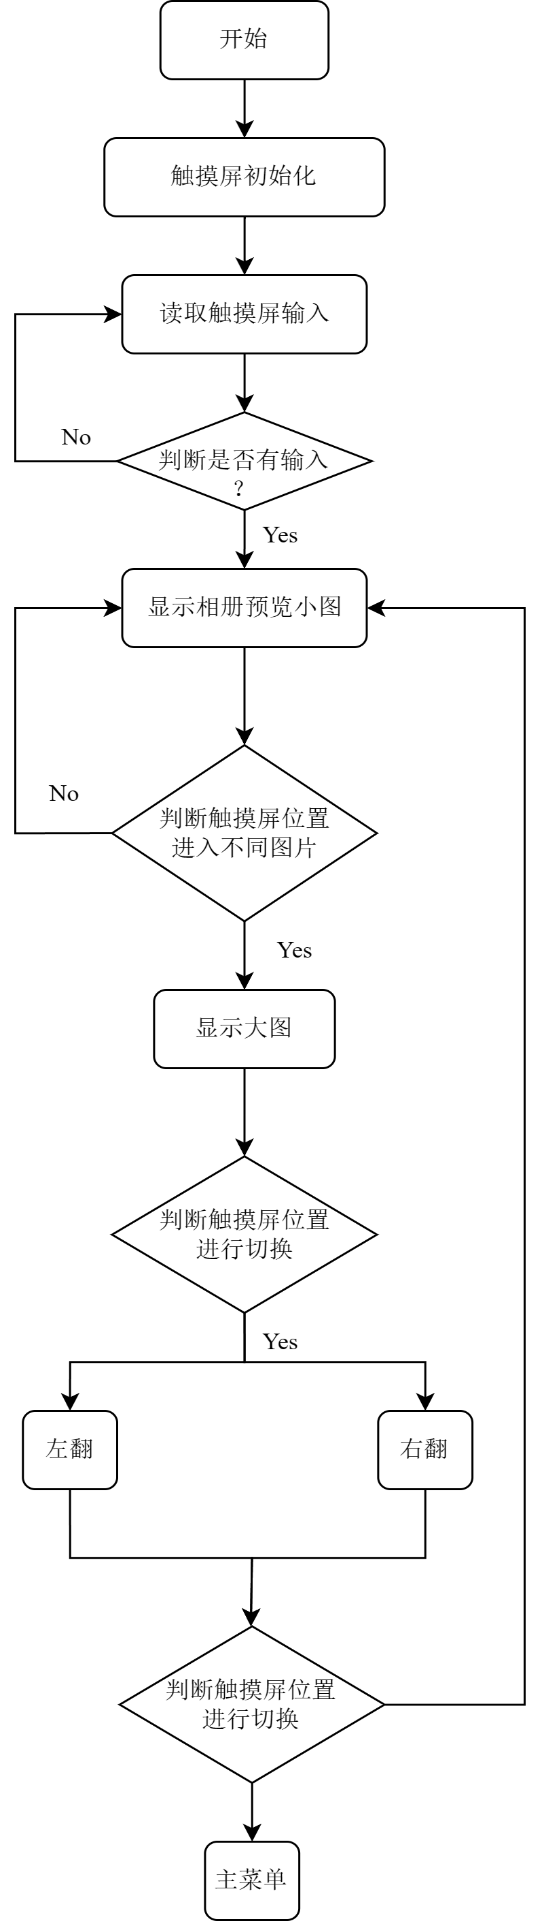 开始
触摸屏初始化
读取触摸屏输入
No
判断是否有输入
？
Yes
显示相册预览小图
No
判断触摸屏位置
进入不同图片
Yes
显示大图
判断触摸屏位置
进行切换
Yes
左翻
右翻
判断触摸屏位置
进行切换
主菜单